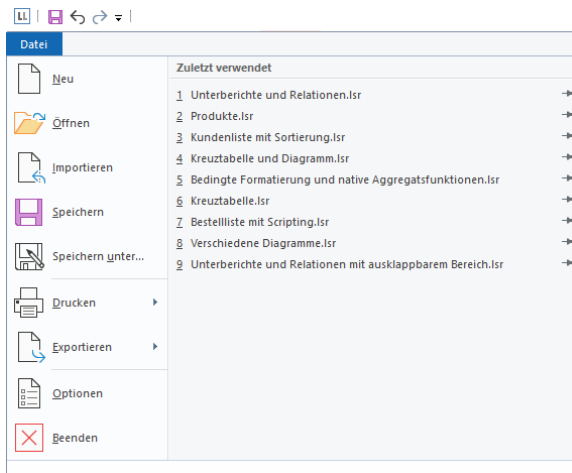 LL
Datei
Neu
Öffnen
Importieren
Speichern
Speichern unter...
Drucken
Exportieren
Optionen
Beenden
Zuletzt verwendet
1 Unterberichte und Relationen.lsr
2 Produkte.lsr
3 Kundenliste mit Sortierung.lsr
4 Kreuztabelle und Diagramm.lsr
5 Bedingte Formatierung und native Aggregatsfunktionen.lsr
6 Kreuztabelle.lsr
7 Bestellliste mit Scripting.lsr
8 Verschiedene Diagramme.lsr
9 Unterberichte und Relationen mit ausklappbarem Bereich.lsr